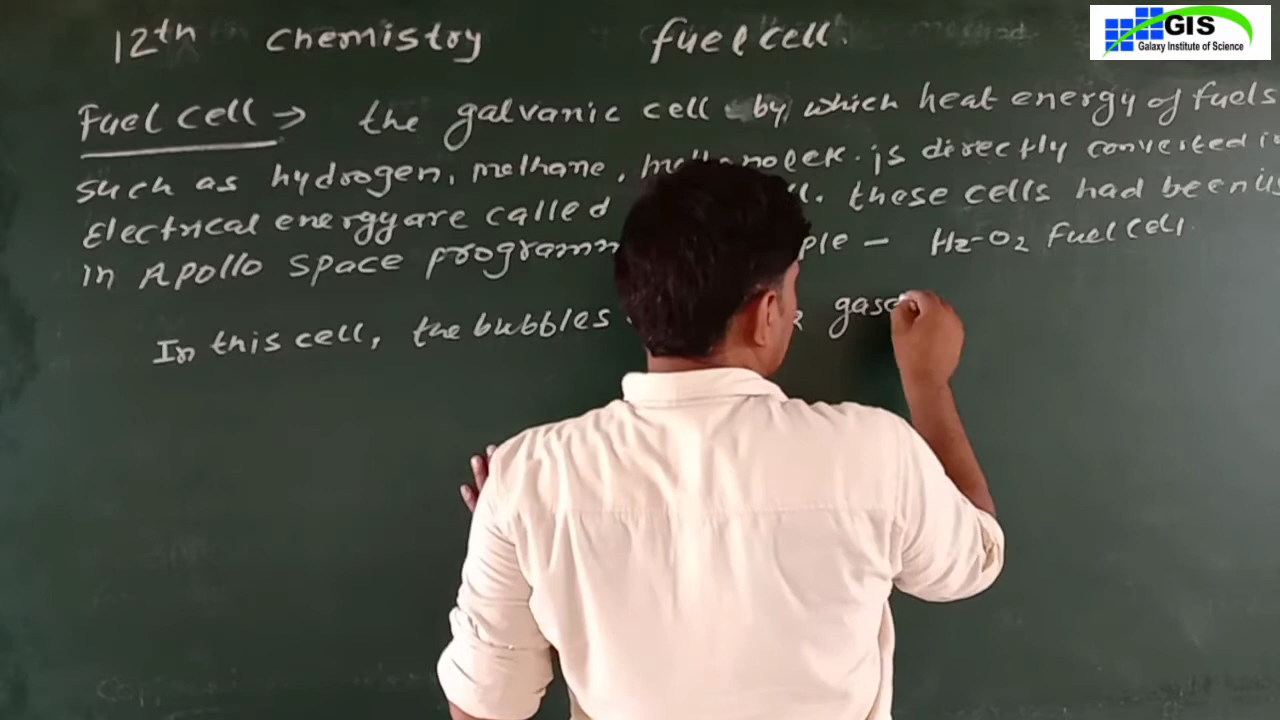 GIS
Galaxy Institute of Science
12th chemistry fuel cell.
Fuel cell → the galvanic cell by which heat energy of fuels
such as hydrogen, methane, is directly converted
Electrical energy are called these cells had been
in Apollo space H2-O2 Fuel Cell.
In this cell, the bubbles